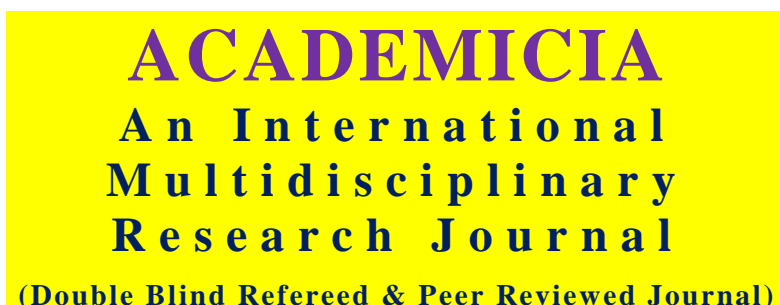 ACADEMICIA
An International
Multidisciplinary
Research Journal
(Double Blind Refereed & Peer Reviewed Journal)